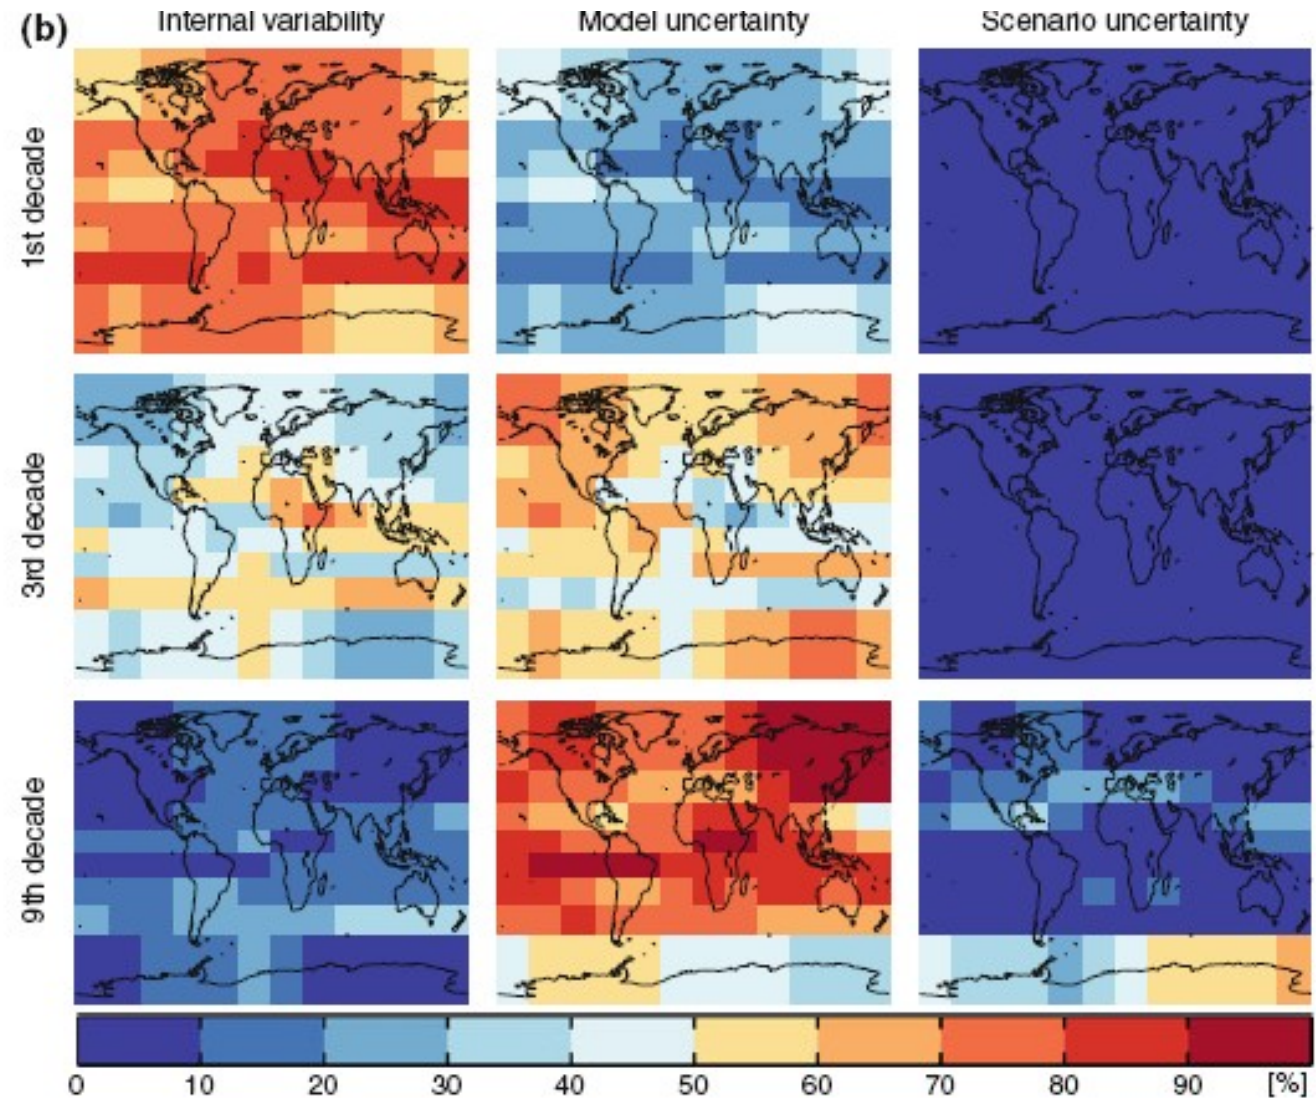 (b) Internal variability Model uncertainty Scenario uncertainty
1st decade
3rd decade
9th decade
0 10 20 30 40 50 60 70 80 90 [%]